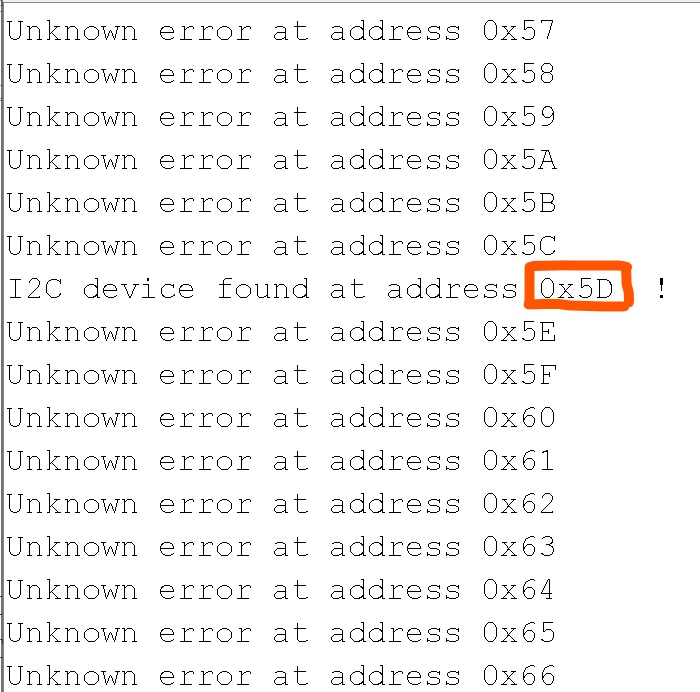 Unknown error at address 0x57
Unknown error at address 0x58
Unknown error at address 0x59
Unknown error at address 0x5A
Unknown error at address 0x5B
Unknown error at address 0x5C
I2C device found at address 0x5D  !
Unknown error at address 0x5E
Unknown error at address 0x5F
Unknown error at address 0x60
Unknown error at address 0x61
Unknown error at address 0x62
Unknown error at address 0x63
Unknown error at address 0x64
Unknown error at address 0x65
Unknown error at address 0x66